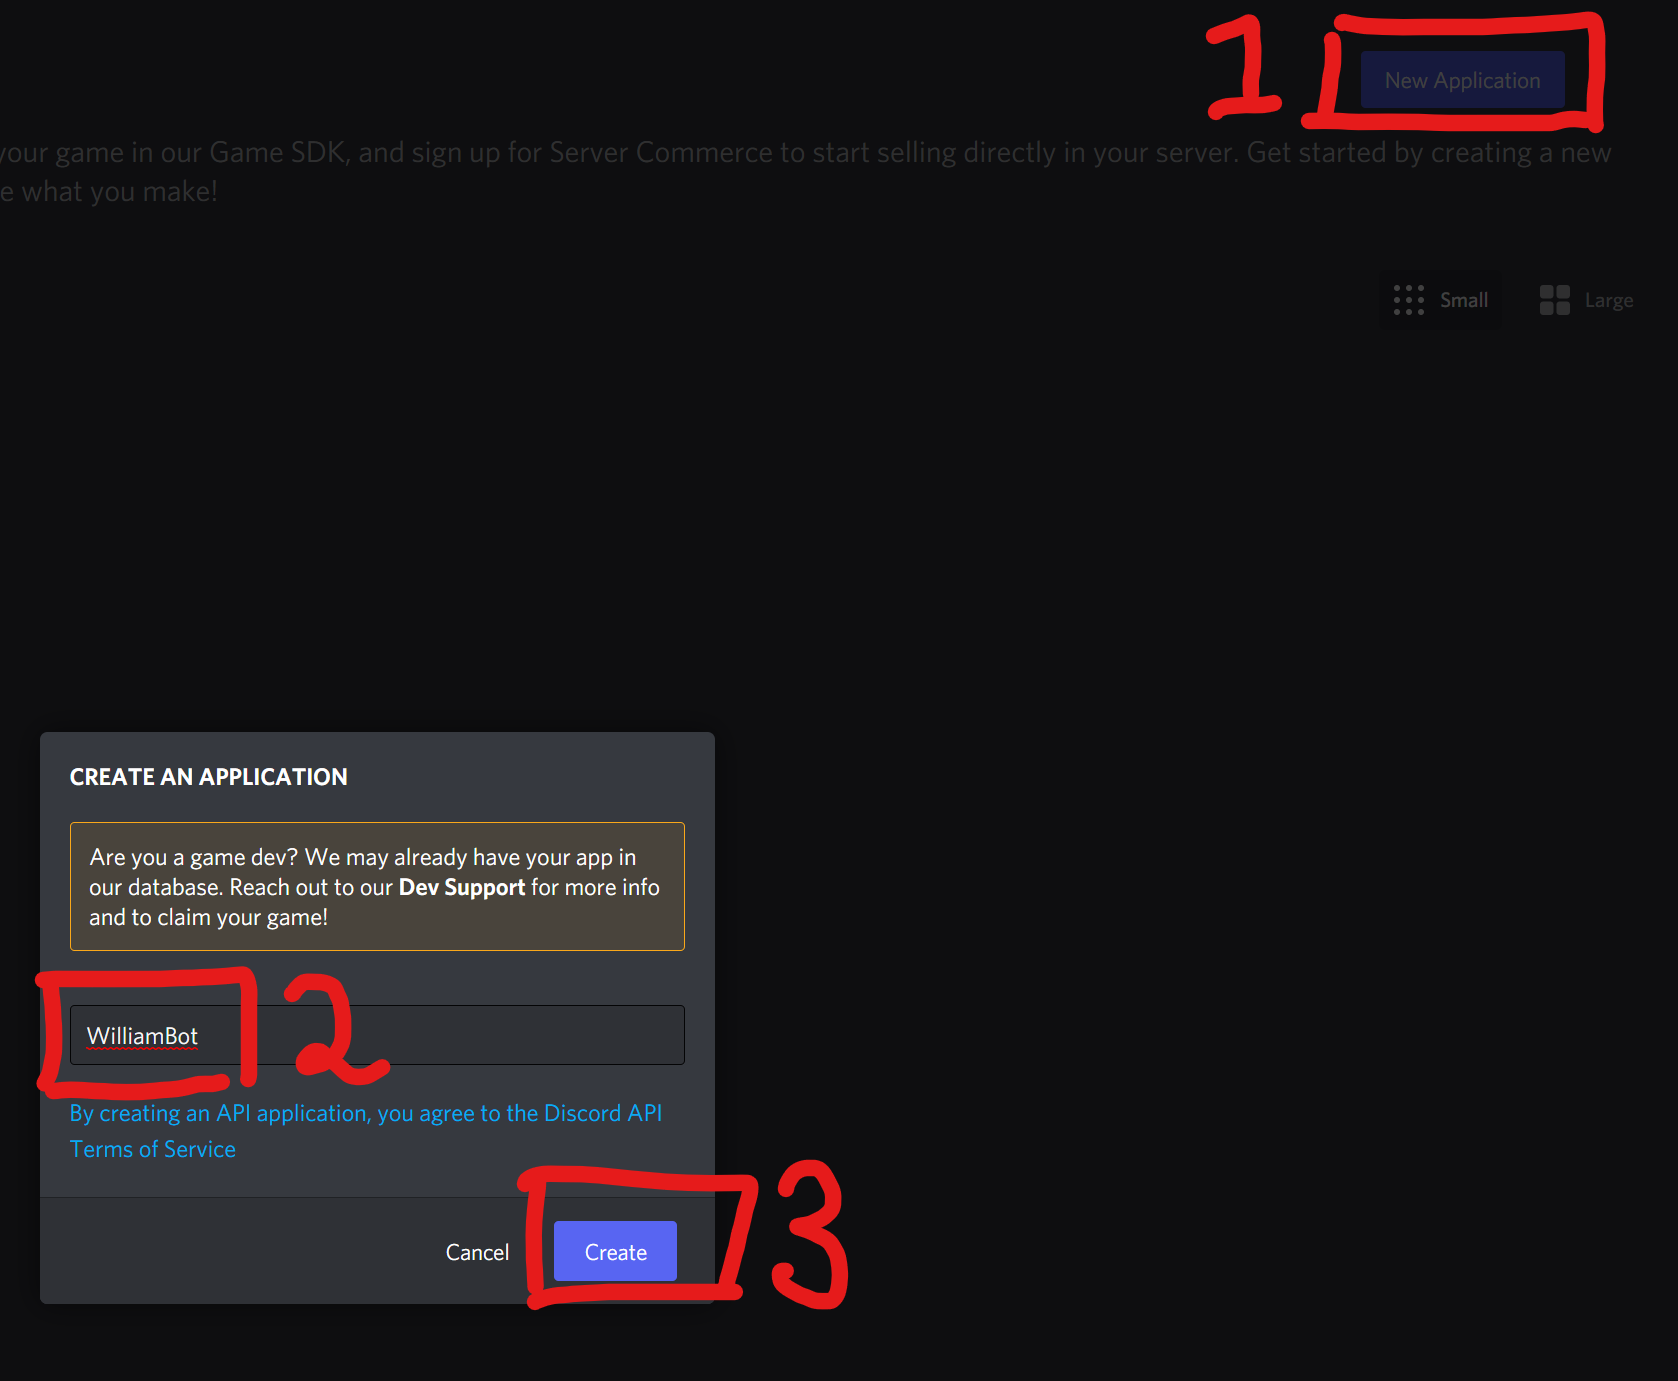 1
New Application
your game in our Game SDK, and sign up for Server Commerce to start selling directly in your server. Get started by creating a new
e what you make!
Small
Large
CREATE AN APPLICATION
Are you a game dev? We may already have your app in
our database. Reach out to our Dev Support for more info
and to claim your game!
WilliamBot
2
By creating an API application, you agree to the Discord API
Terms of Service
Cancel
Create
3